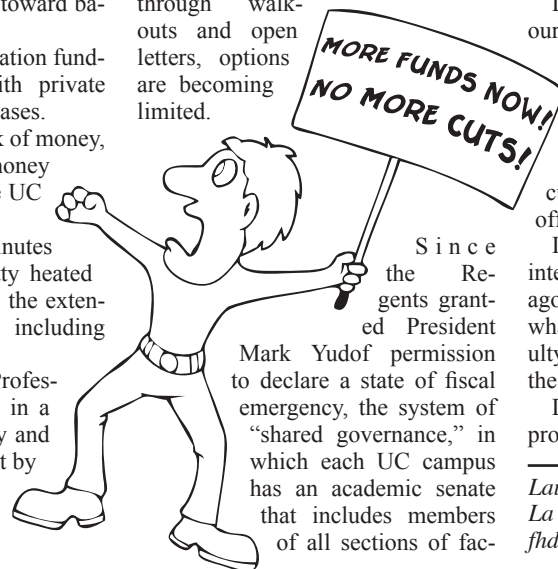 toward ba-
ation fund-
ith private
ases.
k of money,
money
e UC
nutes
tty heated
the exten-
including
Profes-
in a
y and
t by
through walk-
outs and open
letters, options
are becoming
limited.
MORE FUNDS NOW!
NO MORE CUTS!
Since
the Re-
gents grant-
ed President
Mark Yudof permission
to declare a state of fiscal
emergency, the system of
“shared governance,” in
which each UC campus
has an academic senate
that includes members
of all sections of fac-
our
off
inte
ago
wha
ulty
the
pro
Lau
La
fhd